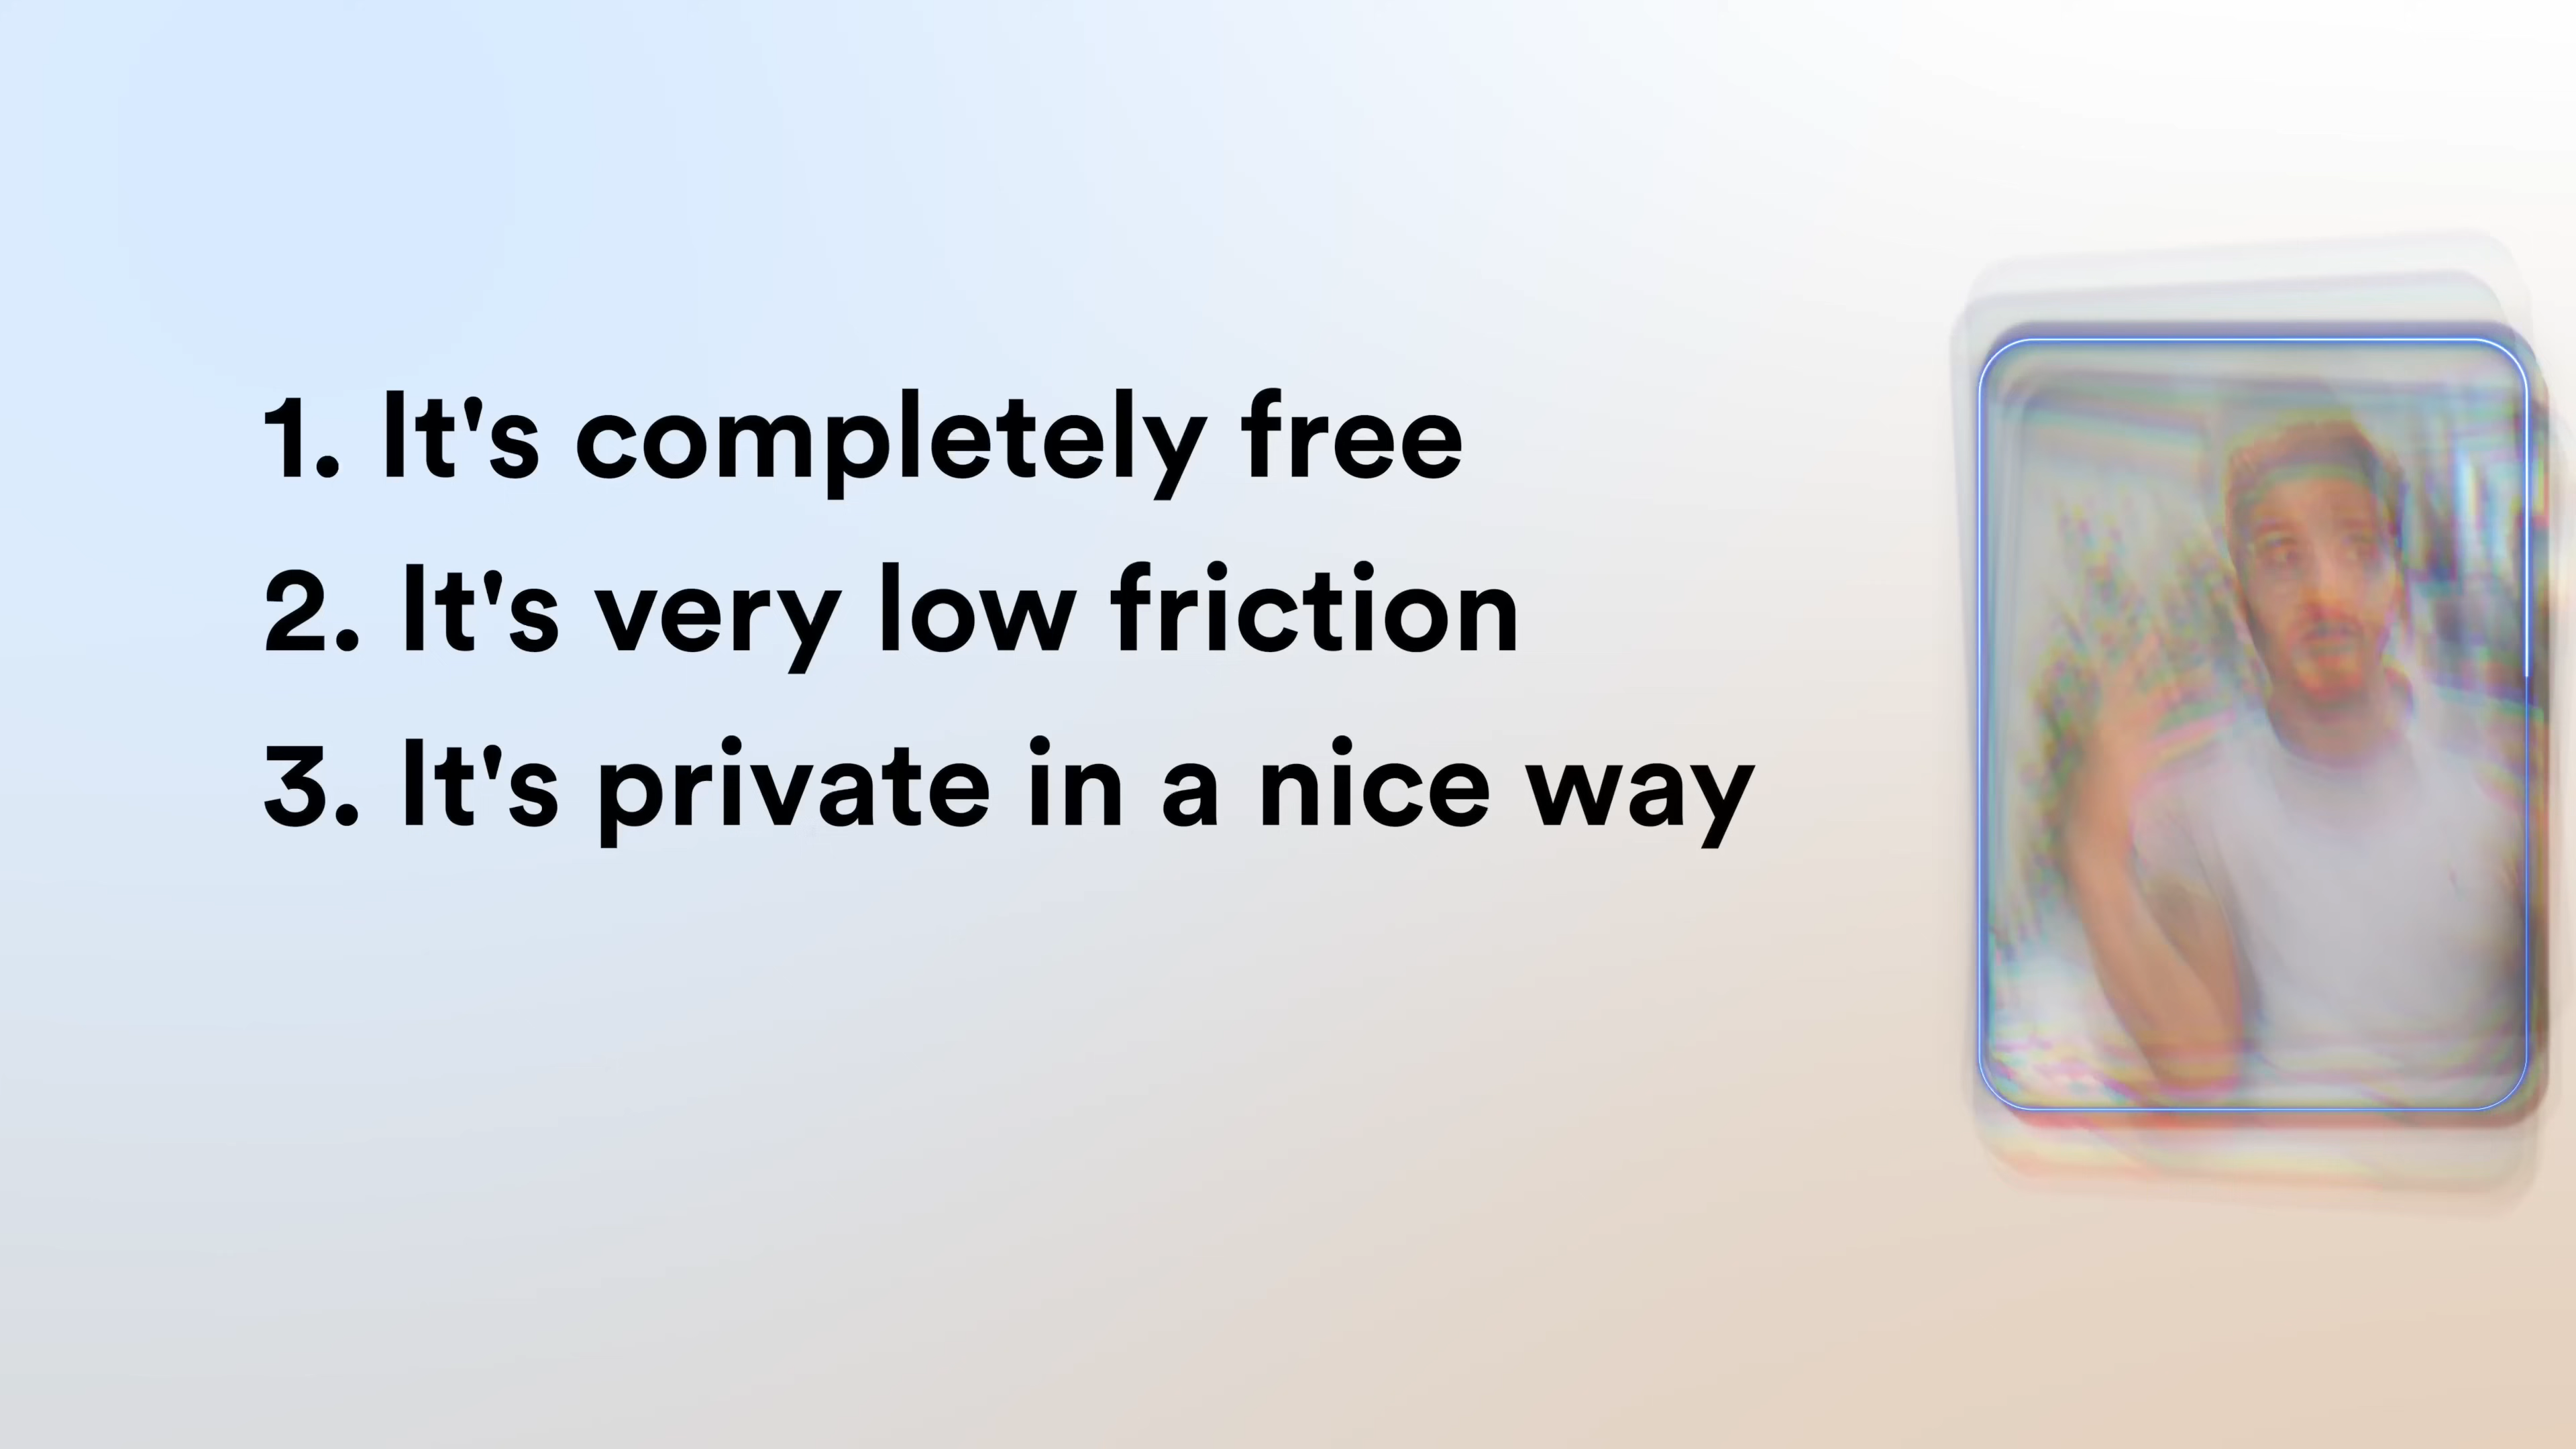 1. It's completely free
2. It's very low friction
3. It's private in a nice way